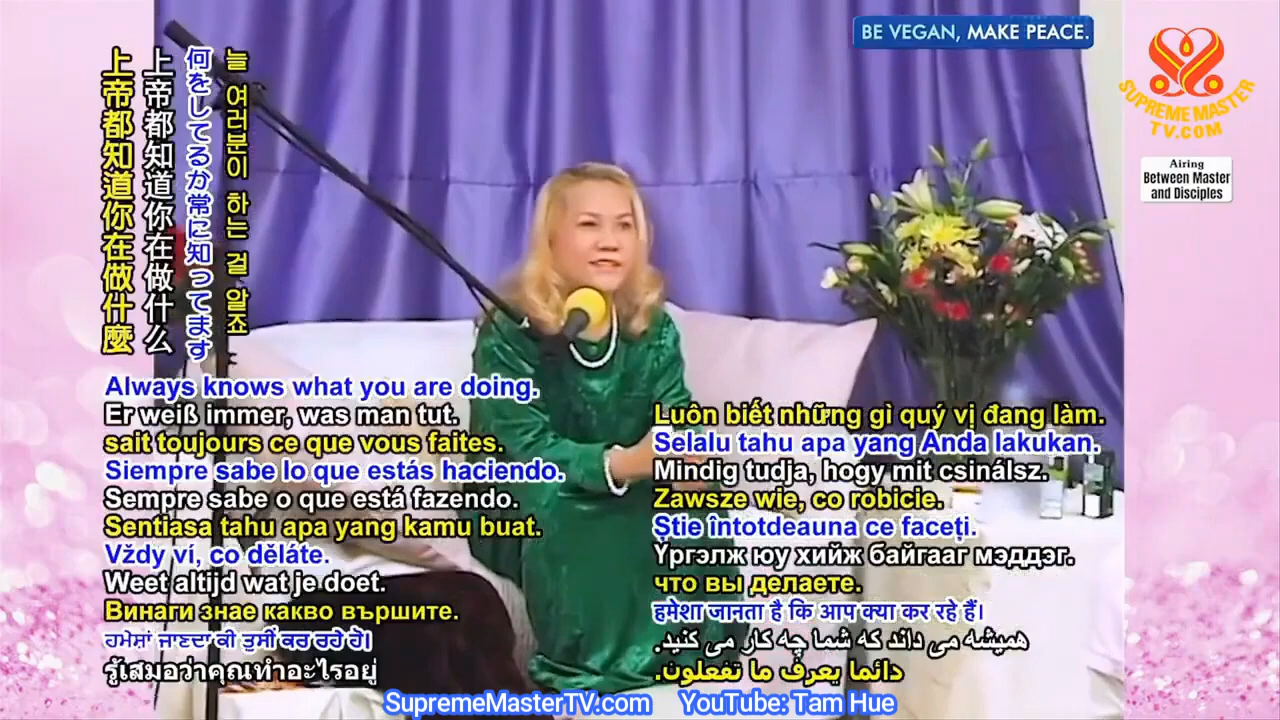 BE VEGAN, MAKE PEACE.
SUPREME MASTER
TV.COM
Airing
Between Master
and Disciples
늘 여러분이 하는 걸 알죠
何をしてるか常に知ってます
上帝都知道你在做什么
上帝都知道你在做什麼
Always knows what you are doing.
Er weiß immer, was man tut.
sait toujours ce que vous faites.
Siempre sabe lo que estás haciendo.
Sempre sabe o que está fazendo.
Sentiasa tahu apa yang kamu buat.
Vždy ví, co děláte.
Weet altijd wat je doet.
Винаги знае какво вършите.
ਹਮੇਸ਼ਾਂ ਜਾਣਦਾ ਕੀ ਤੁਸੀਂ ਕਰ ਰਹੇ ਹੋ।
รู้เสมอว่าคุณทำอะไรอยู่
Luôn biết những gì quý vị đang làm.
Selalu tahu apa yang Anda lakukan.
Mindig tudja, hogy mit csinálsz.
Zawsze wie, co robicie.
Știe întotdeauna ce faceți.
Үргэлж юу хийж байгааг мэддэг.
что вы делаете.
हमेशा जानता है कि आप क्या कर रहे हैं।
همیشه می داند که شما چه کار می کنید.
دائما يعرف ما تفعلون.
SupremeMasterTV.com YouTube: Tam Hue